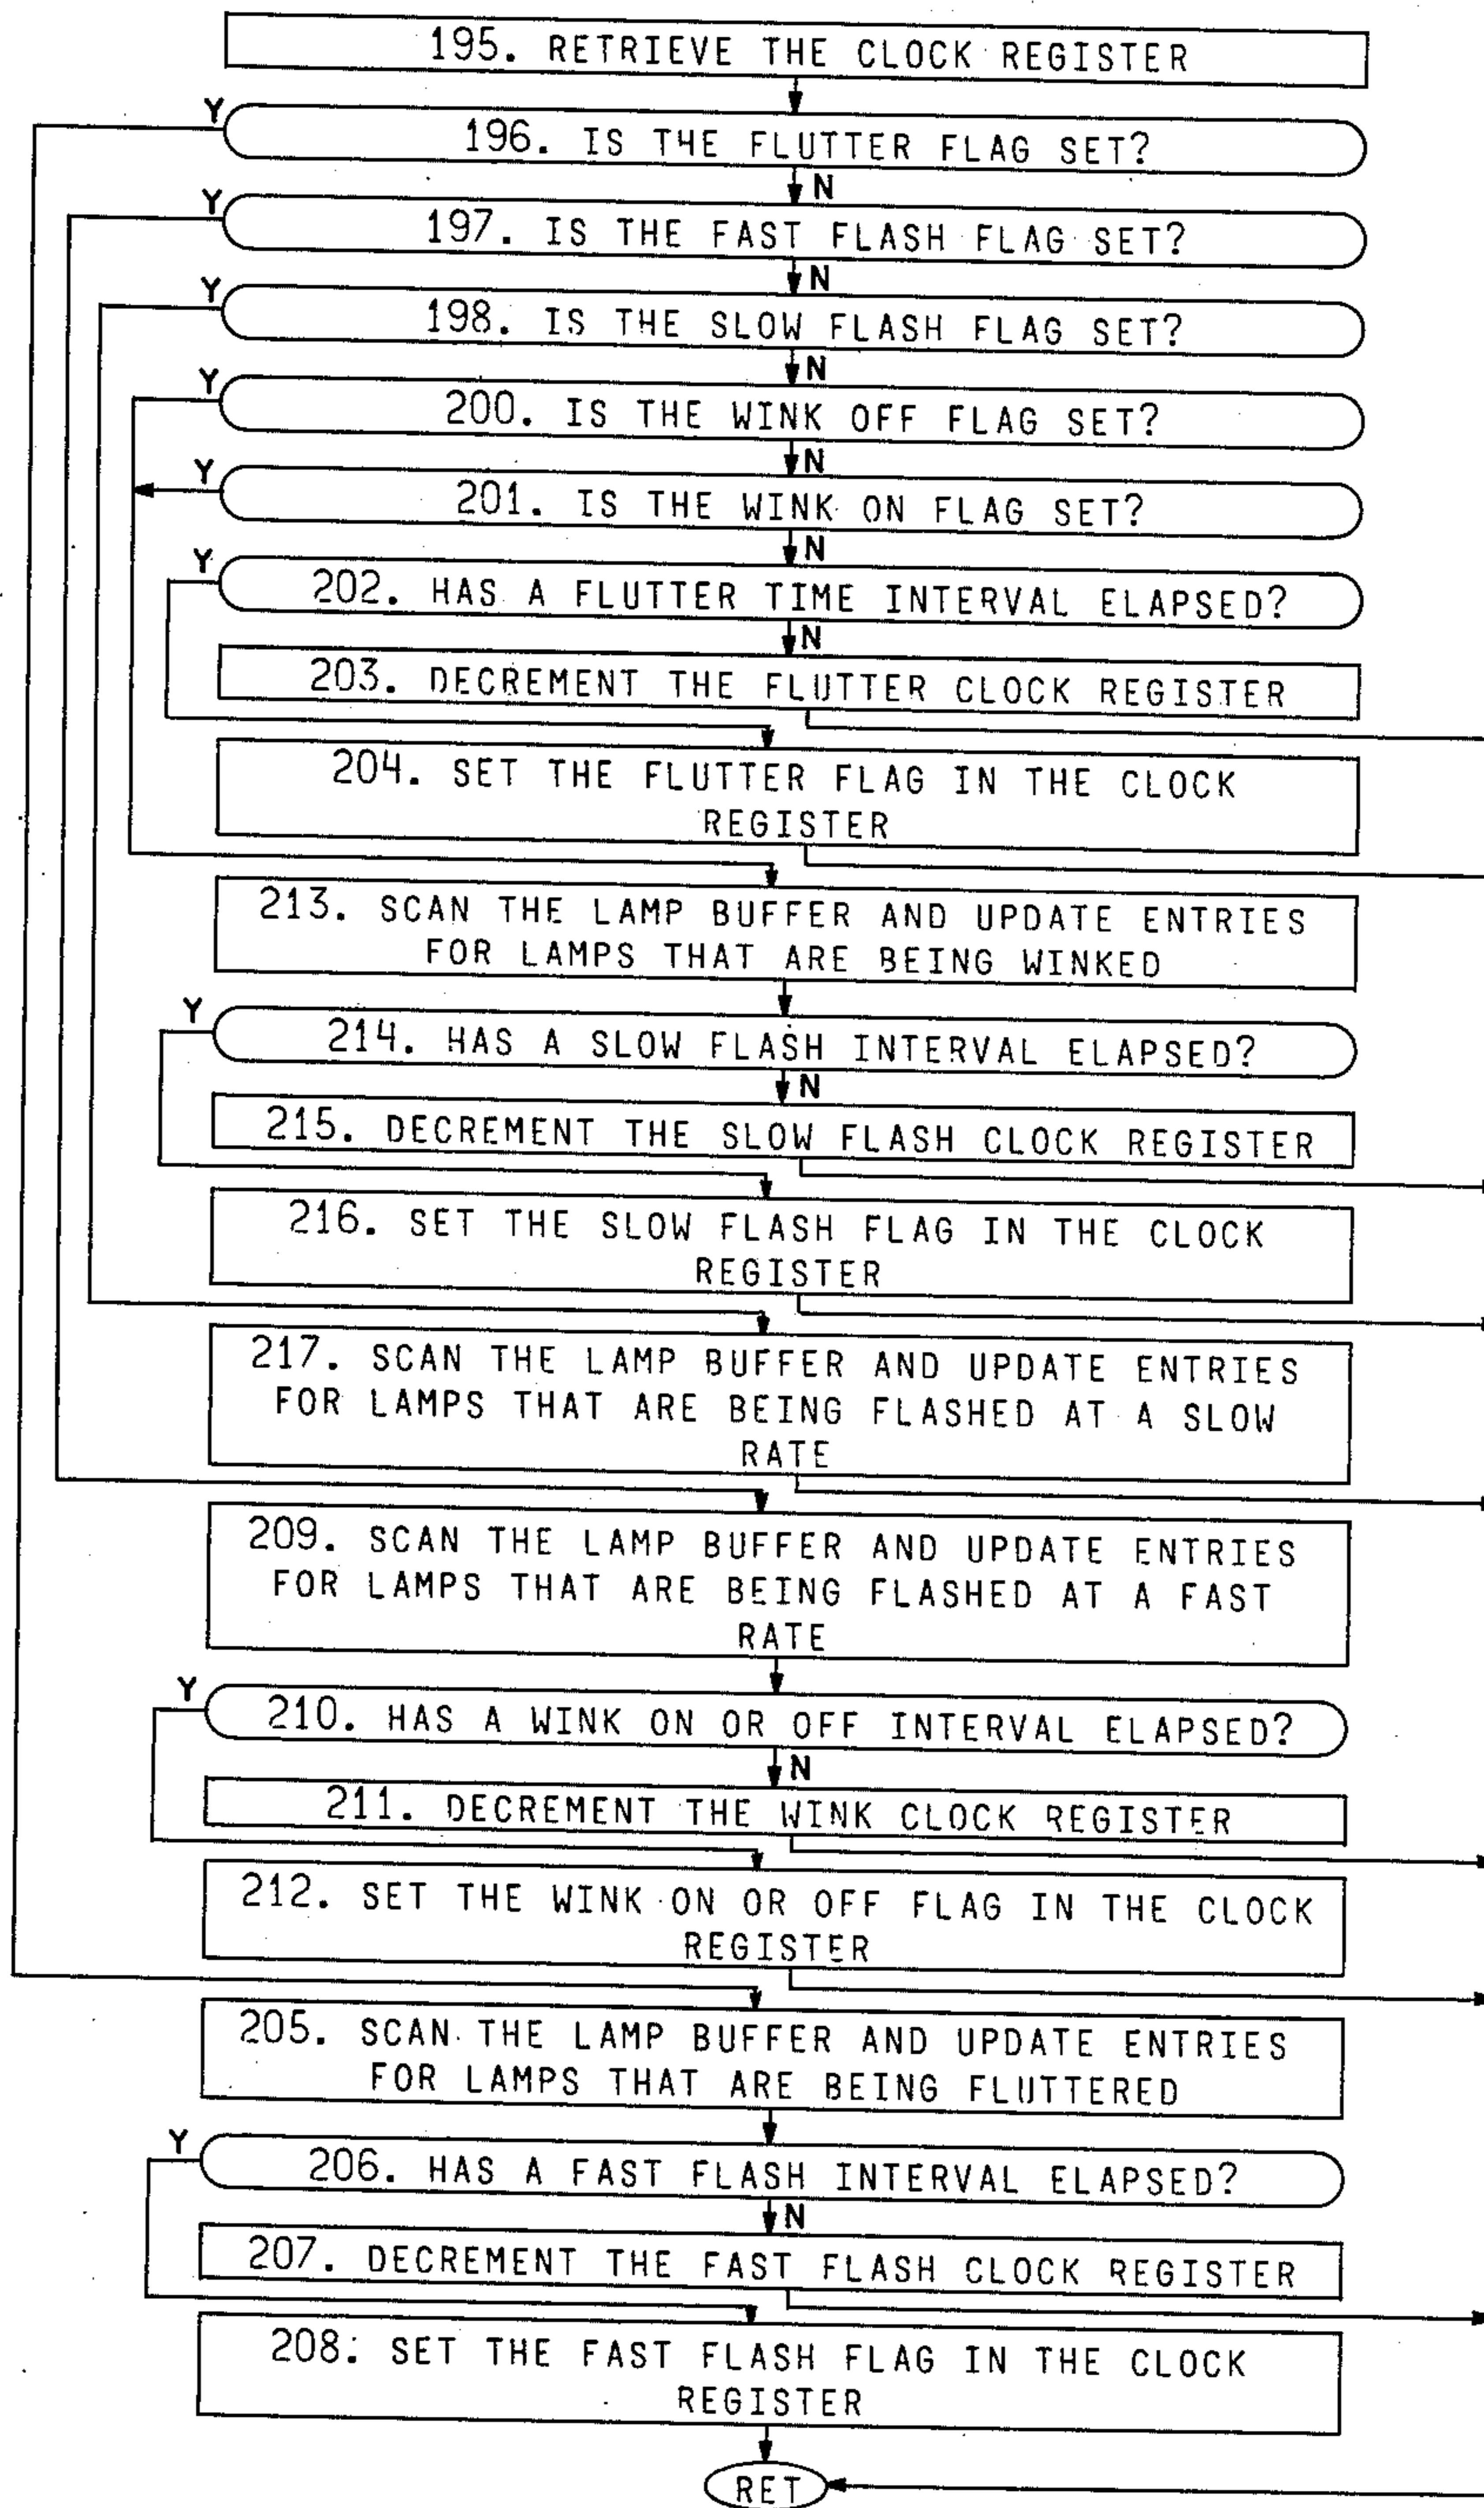 195. RETRIEVE THE CLOCK REGISTER
Y
196. IS THE FLUTTER FLAG SET?
N
Y
197. IS THE FAST FLASH FLAG SET?
N
Y
198. IS THE SLOW FLASH FLAG SET?
N
Y
200. IS THE WINK OFF FLAG SET?
N
Y
201. IS THE WINK ON FLAG SET?
N
Y
202. HAS A FLUTTER TIME INTERVAL ELAPSED?
N
203. DECREMENT THE FLUTTER CLOCK REGISTER
204. SET THE FLUTTER FLAG IN THE CLOCK
REGISTER
213. SCAN THE LAMP BUFFER AND UPDATE ENTRIES
FOR LAMPS THAT ARE BEING WINKED
Y
214. HAS A SLOW FLASH INTERVAL ELAPSED?
N
215. DECREMENT THE SLOW FLASH CLOCK REGISTER
216. SET THE SLOW FLASH FLAG IN THE CLOCK
REGISTER
217. SCAN THE LAMP BUFFER AND UPDATE ENTRIES
FOR LAMPS THAT ARE BEING FLASHED AT A SLOW
RATE
209. SCAN THE LAMP BUFFER AND UPDATE ENTRIES
FOR LAMPS THAT ARE BEING FLASHED AT A FAST
RATE
Y
210. HAS A WINK ON OR OFF INTERVAL ELAPSED?
N
211. DECREMENT THE WINK CLOCK REGISTER
212. SET THE WINK ON OR OFF FLAG IN THE CLOCK
REGISTER
205. SCAN THE LAMP BUFFER AND UPDATE ENTRIES
FOR LAMPS THAT ARE BEING FLUTTERED
Y
206. HAS A FAST FLASH INTERVAL ELAPSED?
N
207. DECREMENT THE FAST FLASH CLOCK REGISTER
208. SET THE FAST FLASH FLAG IN THE CLOCK
REGISTER
RET